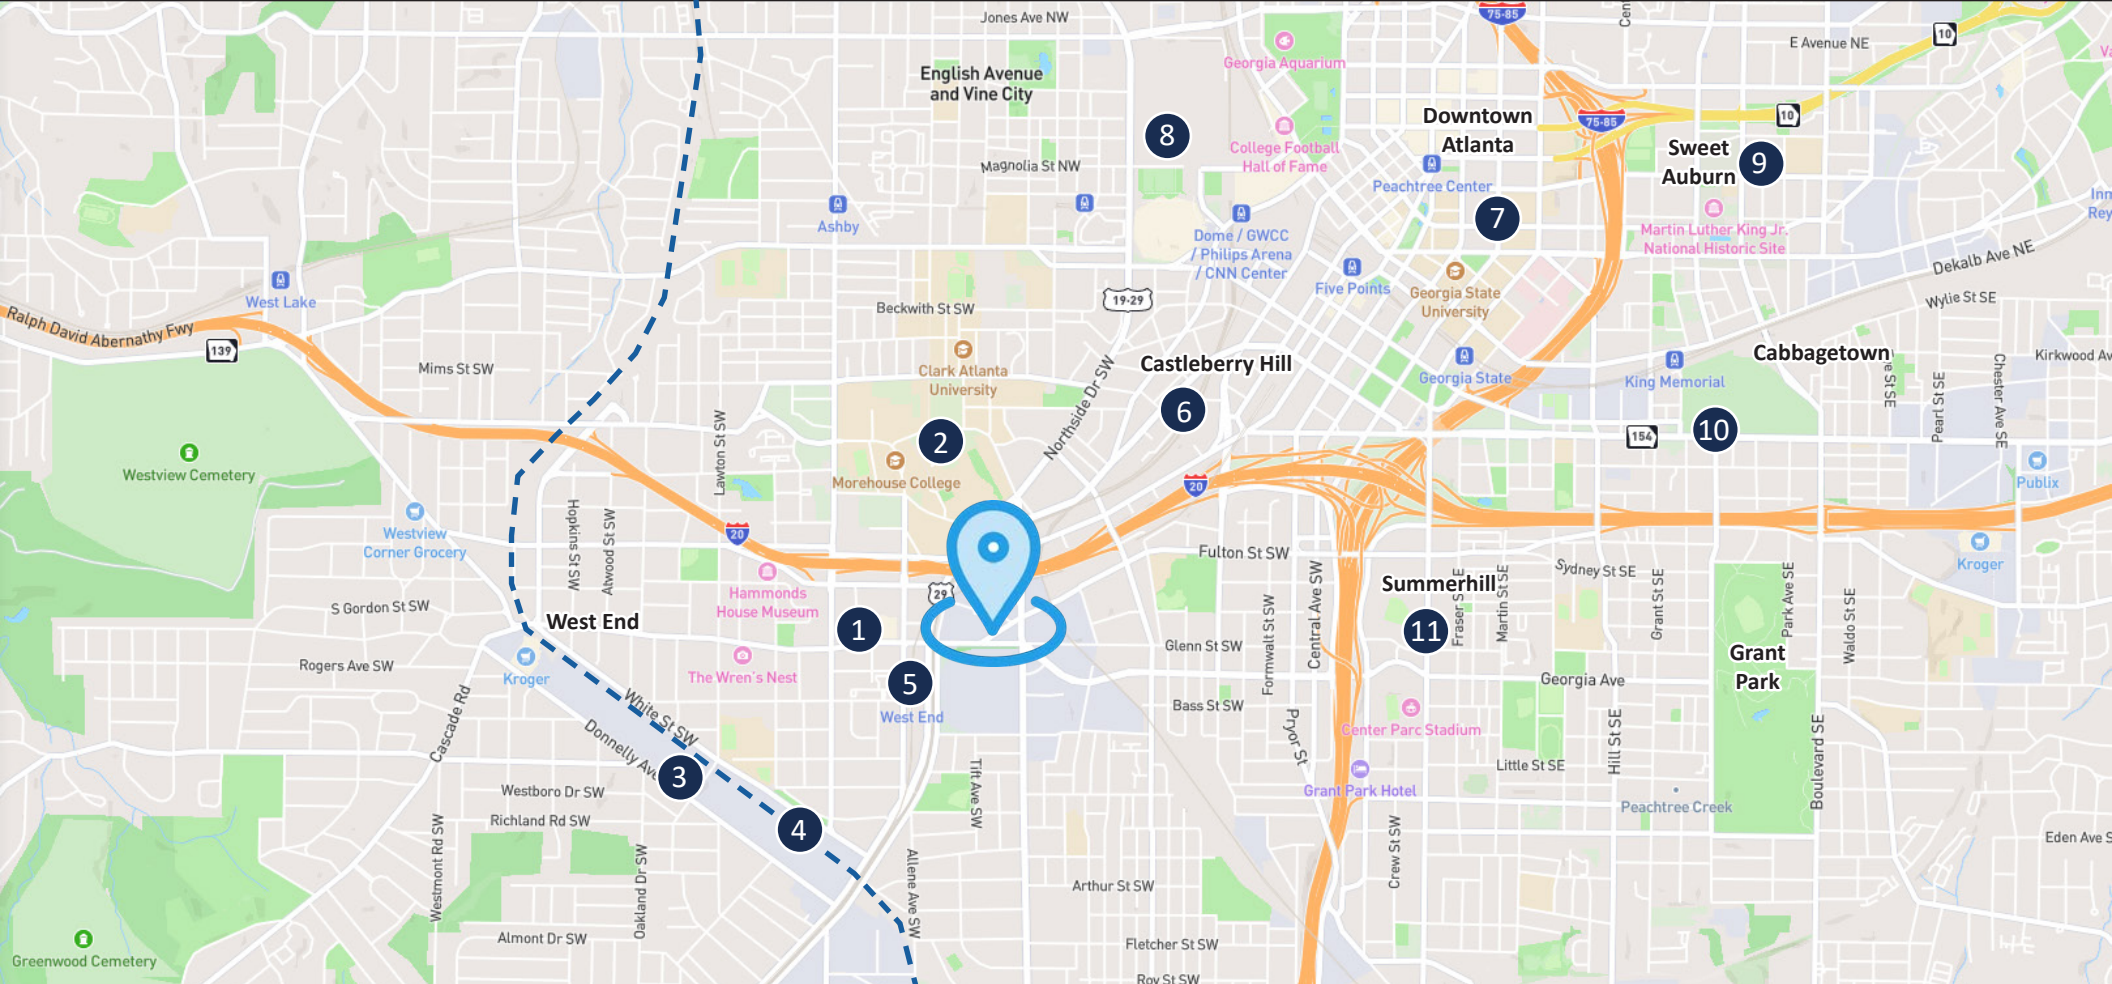 Jones Ave NW
75-85
10
E Avenue NE
Georgia Aquarium
English Avenue
and Vine City
8
Downtown
Atlanta
75-85
10
College Football
Hall of Fame
Sweet
Auburn
9
Magnolia St NW
Peachtree Center
Ashby
7
Martin Luther King Jr.
National Historic Site
Dome / GWCC
/ Philips Arena
/ CNN Center
Dekalb Ave NE
West Lake
Five Points
Georgia State
University
19-29
Beckwith St SW
Wylie St SE
Ralph David Abernathy Fwy
139
Mims St SW
Clark Atlanta
University
Castleberry Hill
6
Georgia State
King Memorial
Cabbagetown
Kirkwood Av
Northside Dr SW
Lawton St SW
2
154
10
Pearl St SE
Chester Ave SE
Westview Cemetery
Morehouse College
20
Publix
Westview
Corner Grocery
20
Hopkins St SW
Atwood St SW
Fulton St SW
Sydney St SE
Kroger
Hammonds
House Museum
29
Summerhill
11
Fraser SE
Martin St SE
Grant St SE
Park Ave SE
Waldo St SE
S Gordon St SW
West End
1
Glenn St SW
Formwalt St SW
Central Ave SW
Grant
Park
Rogers Ave SW
Kroger
The Wren's Nest
5
West End
Georgia Ave
Bass St SW
Center Parc Stadium
Cascade Rd
White St SW
Donnelly Ave
3
Pryor St
Little St SE
Hill St SE
Boulevard SE
Westboro Dr SW
Richland Rd SW
4
Tift Ave SW
Grant Park Hotel
Peachtree Creek
Westmont Rd SW
Oakland Dr SW
Allene Ave SW
Crew St SW
Eden Ave S
Arthur St SW
Almont Dr SW
Fletcher St SW
Greenwood Cemetery
Roy St SW